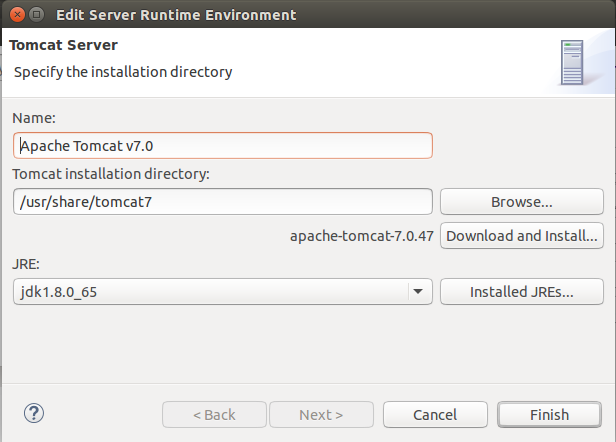 Edit Server Runtime Environment
Tomcat Server
Specify the installation directory
Name:
Apache Tomcat v7.0
Tomcat installation directory:
/usr/share/tomcat7 Browse...
apache-tomcat-7.0.47 Download and Install...
JRE:
jdk1.8.0_65 Installed JREs...
? < Back Next > Cancel Finish